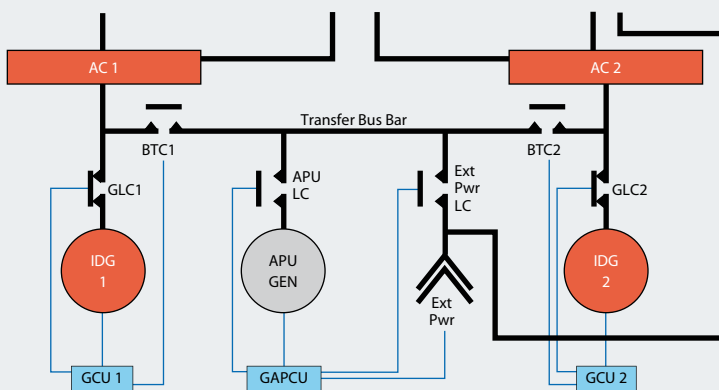 AC 1
AC 2
Transfer Bus Bar
BTC1
BTC2
GLC1
APU
LC
Ext
Pwr
LC
GLC2
IDG
1
APU
GEN
Ext
Pwr
IDG
2
GCU 1
GAPCU
GCU 2